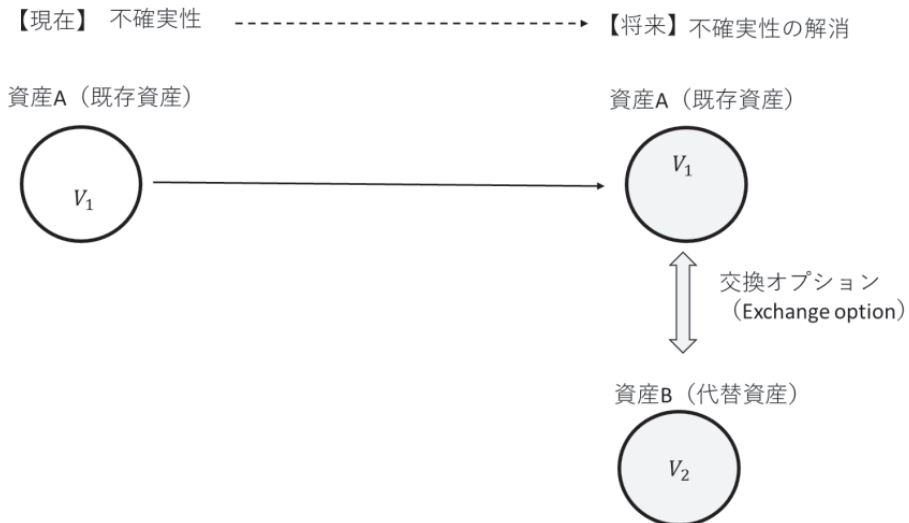 【現在】 不確実性
【将来】不確実性の解消
資産A（既存資産）
資産A（既存資産）
V₁
V₁
交換オプション
（Exchange option）
資産B（代替資産）
V₂